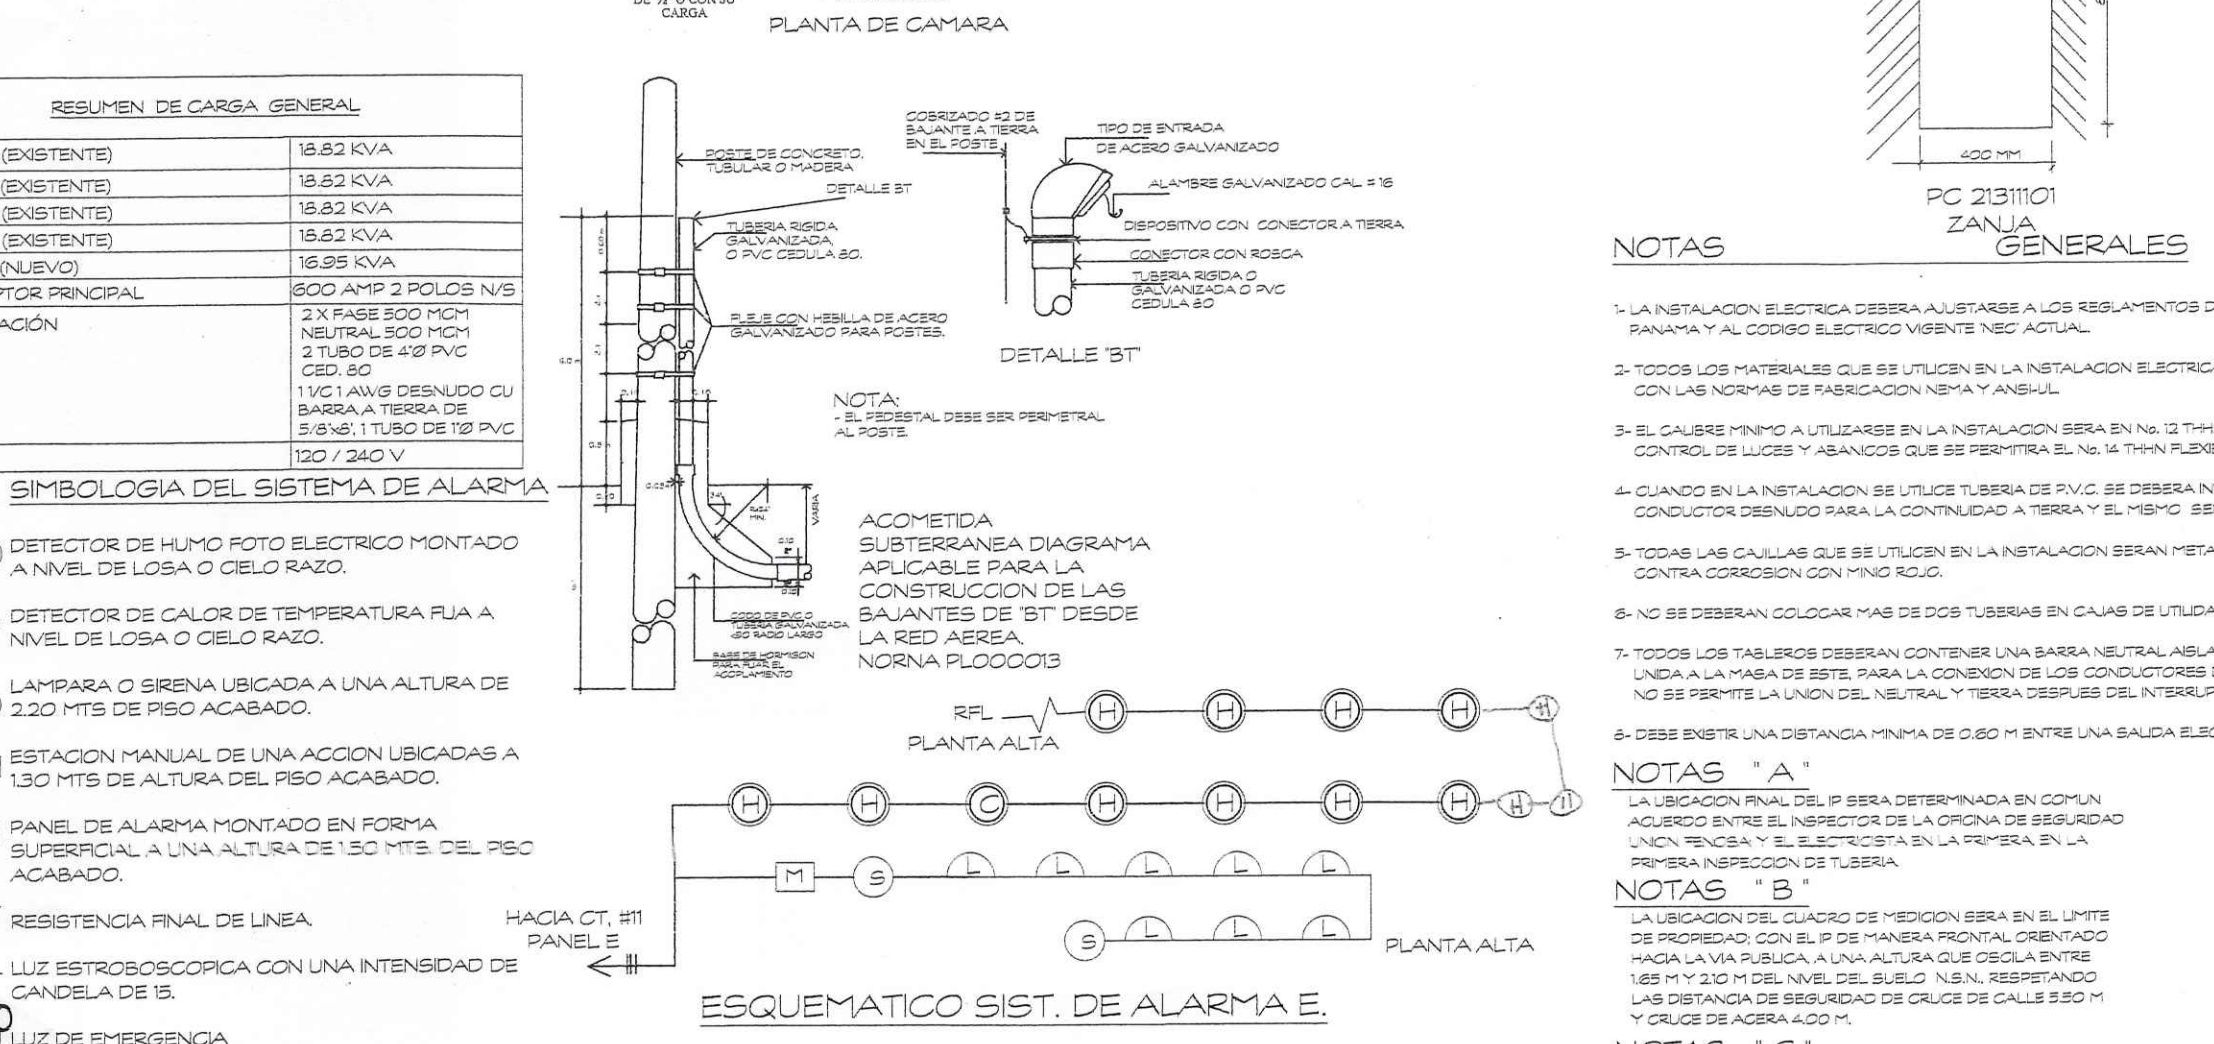 CARGA
PLANTA DE CAMARA
RESUMEN DE CARGA GENERAL
(EXISTENTE) 18.82 KVA
(EXISTENTE) 18.82 KVA
(EXISTENTE) 18.82 KVA
(EXISTENTE) 18.82 KVA
(NUEVO) 16.95 KVA
PTOR PRINCIPAL 600 AMP 2 POLOS N/S
ACIÓN 2 X FASE 500 MCM
NEUTRAL 500 MCM
2 TUBO DE 4"Ø PVC
CED. 80
1 1/C 1 AWG DESNUDO CU
BARRA A TIERRA DE
5/8"x8', 1 TUBO DE 1"Ø PVC
120 / 240 V
SIMBOLOGIA DEL SISTEMA DE ALARMA
DETECTOR DE HUMO FOTO ELECTRICO MONTADO
A NIVEL DE LOSA O CIELO RAZO.
DETECTOR DE CALOR DE TEMPERATURA FIJA A
NIVEL DE LOSA O CIELO RAZO.
LAMPARA O SIRENA UBICADA A UNA ALTURA DE
2.20 MTS DE PISO ACABADO.
ESTACION MANUAL DE UNA ACCION UBICADAS A
1.30 MTS DE ALTURA DEL PISO ACABADO.
PANEL DE ALARMA MONTADO EN FORMA
SUPERFICIAL A UNA ALTURA DE 1.50 MTS. DEL PISO
ACABADO.
RESISTENCIA FINAL DE LINEA.
LUZ ESTROBOSCOPICA CON UNA INTENSIDAD DE
CANDELA DE 15.
LUZ DE EMERGENCIA
POSTE DE CONCRETO,
TUBULAR O MADERA
DETALLE BT
TUBERIA RIGIDA
GALVANIZADA,
O PVC CEDULA 80.
FLEJE CON HEBILLA DE ACERO
GALVANIZADO PARA POSTES.
COBRIZADO #2 DE
BAJANTE A TIERRA
EN EL POSTE
TIPO DE ENTRADA
DE ACERO GALVANIZADO
ALAMBRE GALVANIZADO CAL # 16
DISPOSITVO CON CONECTOR A TIERRA
CONECTOR CON ROSCA
TUBERIA RIGIDA O
GALVANIZADA O PVC
CEDULA 80
DETALLE "BT"
NOTA:
- EL PEDESTAL DEBE SER PERIMETRAL
AL POSTE.
VARIA
MIN.
CODO DE PVC O
TUBERIA GALVANIZADA
RADIO LARGO
BASE DE HORMIGON
PARA FIJAR EL
ACOPLAMIENTO
ACOMETIDA
SUBTERRANEA DIAGRAMA
APLICABLE PARA LA
CONSTRUCCION DE LAS
BAJANTES DE "BT" DESDE
LA RED AEREA.
NORNA PLOOOO13
RFL H H H H H
PLANTA ALTA
H H C H H H H H H
M S L L L L L
S L L L PLANTA ALTA
HACIA CT, #11
PANEL E
ESQUEMATICO SIST. DE ALARMA E.
400 MM
PC 21311101
ZANJA
NOTAS GENERALES
1- LA INSTALACION ELECTRICA DEBERA AJUSTARSE A LOS REGLAMENTOS D
PANAMA Y AL CODIGO ELECTRICO VIGENTE "NEC" ACTUAL.
2- TODOS LOS MATERIALES QUE SE UTILICEN EN LA INSTALACION ELECTRICA
CON LAS NORMAS DE FABRICACION NEMA Y ANSI-UL
3- EL CALIBRE MINIMO A UTILIZARSE EN LA INSTALACION SERA EN No. 12 THH
CONTROL DE LUCES Y ABANICOS QUE SE PERMITIRA EL No. 14 THHN FLEXI
4- CUANDO EN LA INSTALACION SE UTILICE TUBERIA DE P.V.C. SE DEBERA IN
CONDUCTOR DESNUDO PARA LA CONTINUIDAD A TIERRA Y EL MISMO SE
5- TODAS LAS CAJILLAS QUE SE UTILICEN EN LA INSTALACION SERAN META
CONTRA CORROSION CON MINIO ROJO.
6- NO SE DEBERAN COLOCAR MAS DE DOS TUBERIAS EN CAJAS DE UTILIDA
7- TODOS LOS TABLEROS DEBERAN CONTENER UNA BARRA NEUTRAL AISLA
UNIDA A LA MASA DE ESTE, PARA LA CONEXION DE LOS CONDUCTORES D
NO SE PERMITE LA UNION DEL NEUTRAL Y TIERRA DESPUES DEL INTERRUP
8- DEBE EXISTIR UNA DISTANCIA MINIMA DE 0.60 M ENTRE UNA SALIDA ELEC
NOTAS "A"
LA UBICACION FINAL DEL IP SERA DETERMINADA EN COMUN
ACUERDO ENTRE EL INSPECTOR DE LA OFICINA DE SEGURIDAD
UNION FENOSA Y EL ELECTRICISTA EN LA PRIMERA EN LA
PRIMERA INSPECCION DE TUBERIA.
NOTAS "B"
LA UBICACION DEL CUADRO DE MEDICION SERA EN EL LIMITE
DE PROPIEDAD; CON EL IP DE MANERA FRONTAL ORIENTADO
HACIA LA VIA PUBLICA, A UNA ALTURA QUE OSCILA ENTRE
1.65 M Y 2.10 M DEL NIVEL DEL SUELO N.S.N., RESPETANDO
LAS DISTANCIA DE SEGURIDAD DE CRUCE DE CALLE 5.50 M
Y CRUCE DE ACERA 4.00 M.
NOTAS "C"